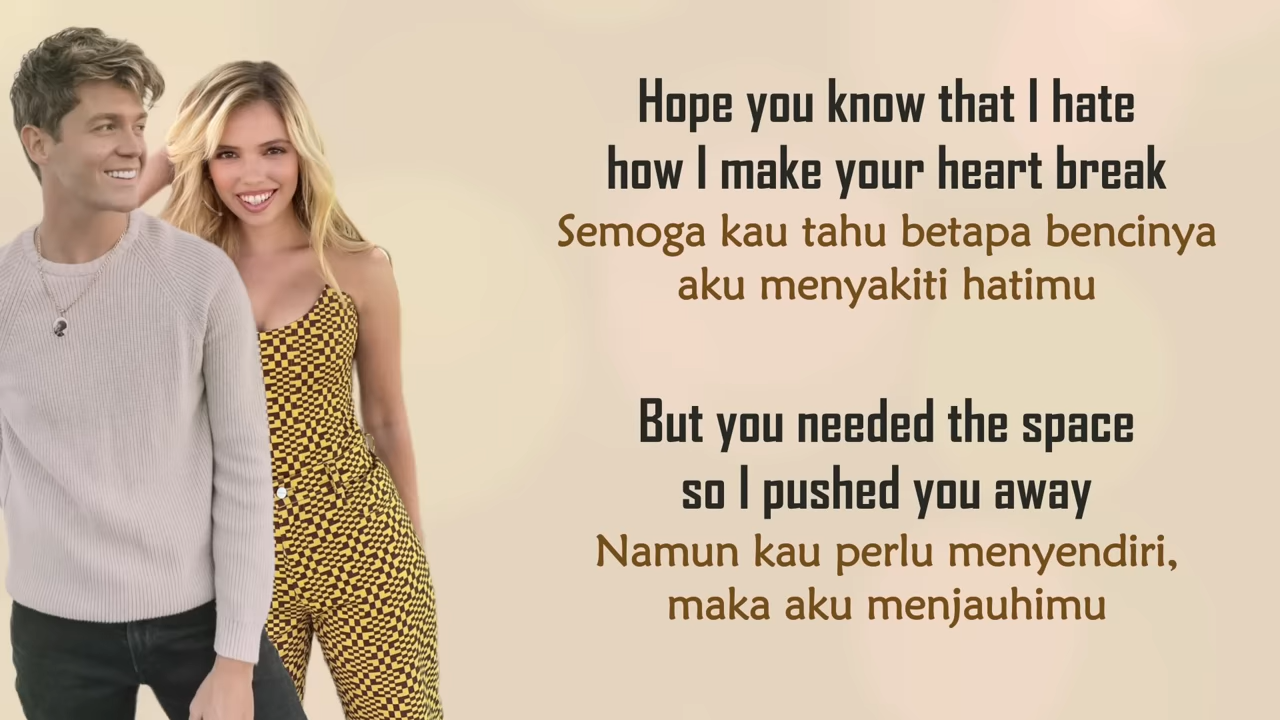 Hope you know that I hate
how I make your heart break
Semoga kau tahu betapa bencinya
aku menyakiti hatimu
But you needed the space
so I pushed you away
Namun kau perlu menyendiri,
maka aku menjauhimu